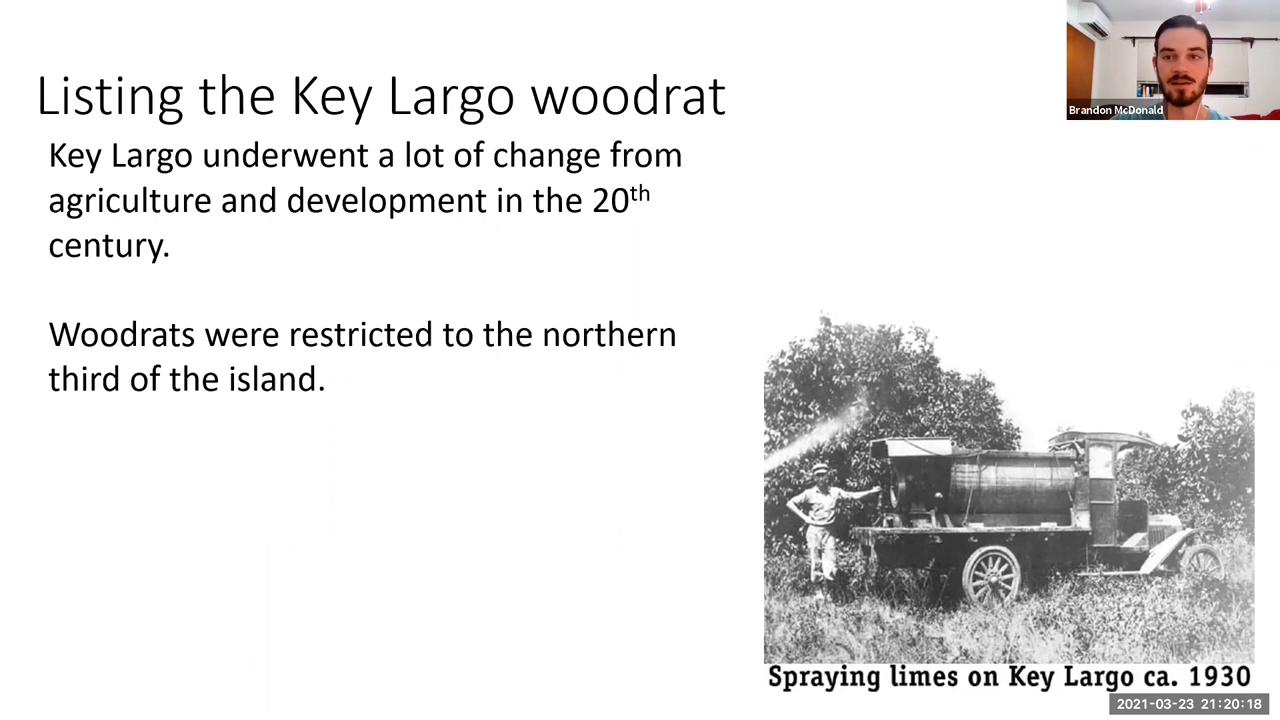 Listing the Key Largo woodrat
Key Largo underwent a lot of change from
agriculture and development in the 20th
century.
Woodrats were restricted to the northern
third of the island.
Brandon McDonald
Spraying limes on Key Largo ca. 1930
2021-03-23 21:20:18